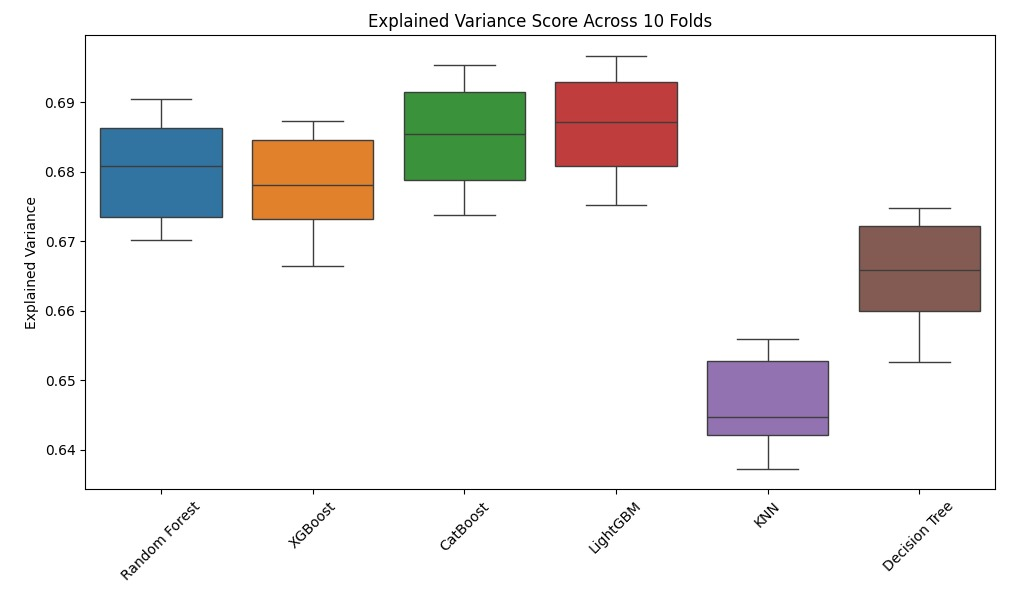 Explained Variance Score Across 10 Folds
Explained Variance
0.69
0.68
0.67
0.66
0.65
0.64
Random Forest
XGBoost
CatBoost
LightGBM
KNN
Decision Tree